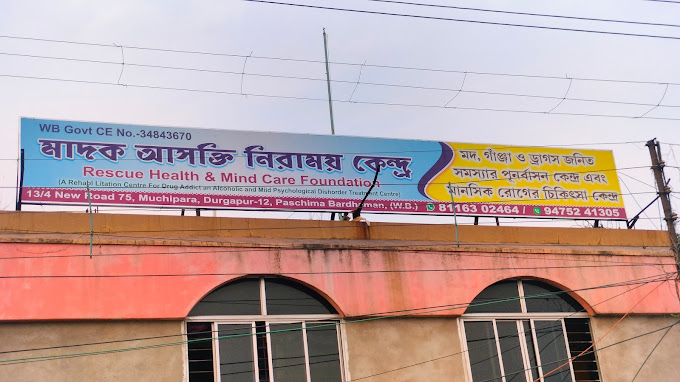 WB Govt CE No.-34843670
মাদক আসক্তি নিরাময় কেন্দ্র
Rescue Health & Mind Care Foundation
(A Rehabi Litation Centre For Drug Addict an Alcoholic and Mid Psychological Dishorder Treatment Centre)
মদ, গাঁঞ্জা ও ড্রাগস জনিত
সমস্যার পুনর্বাসন কেন্দ্র এবং
মানসিক রোগের চিকিৎসা কেন্দ্র
13/4 New Road 75, Muchipara, Durgapur-12, Paschima Bardhaman, (W.B.) 81163 02464 / 94752 41305